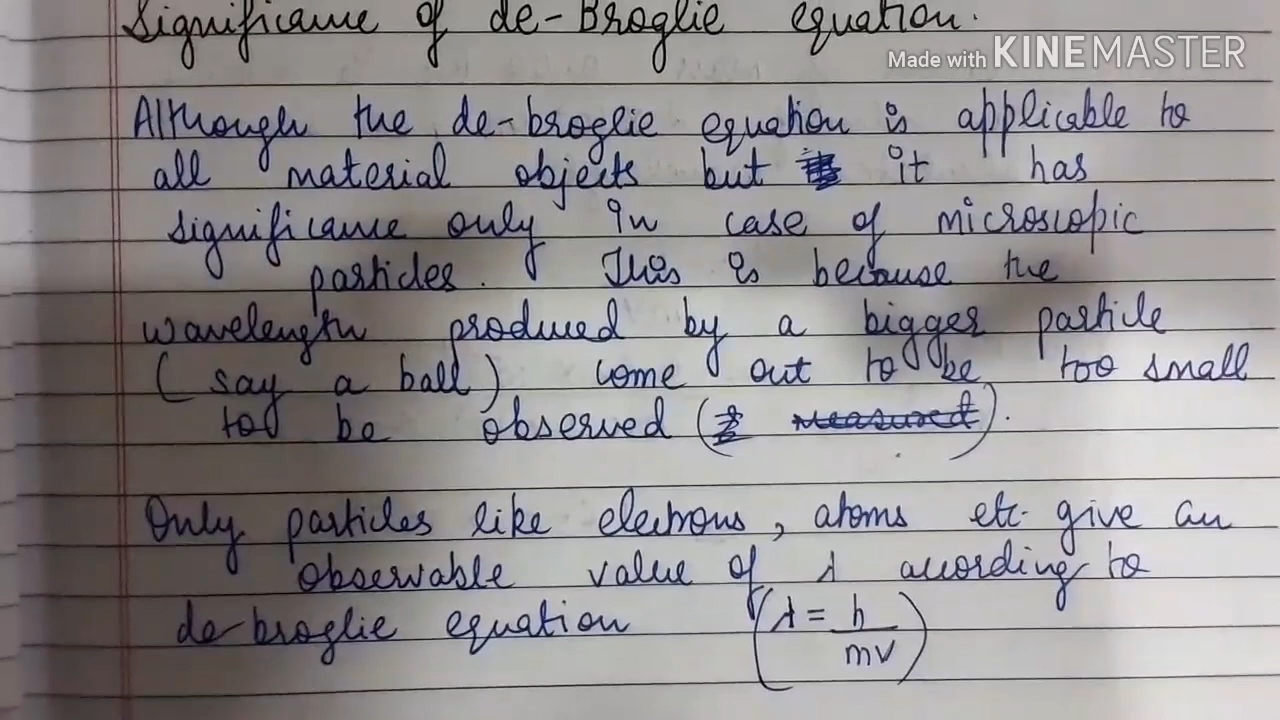 Significance of de-Broglie equation.
Made with KINEMASTER
Although the de-broglie equation is applicable to
all material objects but it has
significance only in case of microscopic
particles. This is because the
wavelength produced by a bigger particle
(say a ball) come out to be too small
to be observed (measured).
Only particles like electrons, atoms etc. give an
observable value of λ according to
de-broglie equation (λ = h/mv)